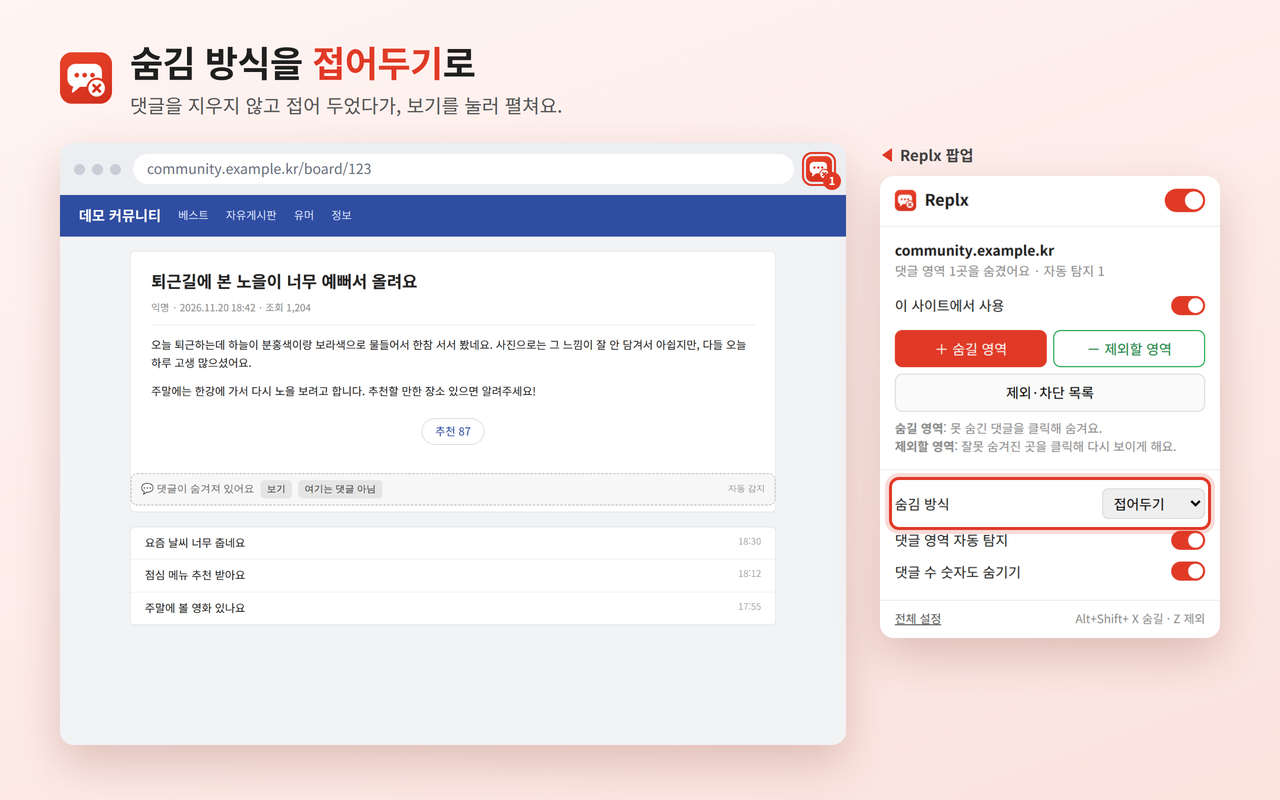 숨김 방식을 접어두기로
댓글을 지우지 않고 접어 두었다가, 보기를 눌러 펼쳐요.
community.example.kr/board/123
1
데모 커뮤니티 베스트 자유게시판 유머 정보
퇴근길에 본 노을이 너무 예뻐서 올려요
익명 · 2026.11.20 18:42 · 조회 1,204
오늘 퇴근하는데 하늘이 분홍색이랑 보라색으로 물들어서 한참 서서 봤네요. 사진으로는 그 느낌이 잘 안 담겨서 아쉽지만, 다들 오늘
하루 고생 많으셨어요.
주말에는 한강에 가서 다시 노을 보려고 합니다. 추천할 만한 장소 있으면 알려주세요!
추천 87
💬 댓글이 숨겨져 있어요 보기 여기는 댓글 아님 자동 감지
요즘 날씨 너무 춥네요 18:30
점심 메뉴 추천 받아요 18:12
주말에 볼 영화 있나요 17:55
◀ Replx 팝업
Replx
community.example.kr
댓글 영역 1곳을 숨겼어요 · 자동 탐지 1
이 사이트에서 사용
+ 숨길 영역 − 제외할 영역
제외·차단 목록
숨길 영역: 못 숨긴 댓글을 클릭해 숨겨요.
제외할 영역: 잘못 숨겨진 곳을 클릭해 다시 보이게 해요.
숨김 방식 접어두기
댓글 영역 자동 탐지
댓글 수 숫자도 숨기기
전체 설정 Alt+Shift+ X 숨길 · Z 제외